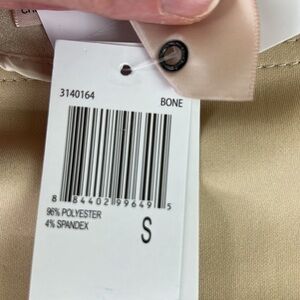 3140164 BONE
8 84402 99649 5
96% POLYESTER
4% SPANDEX
S